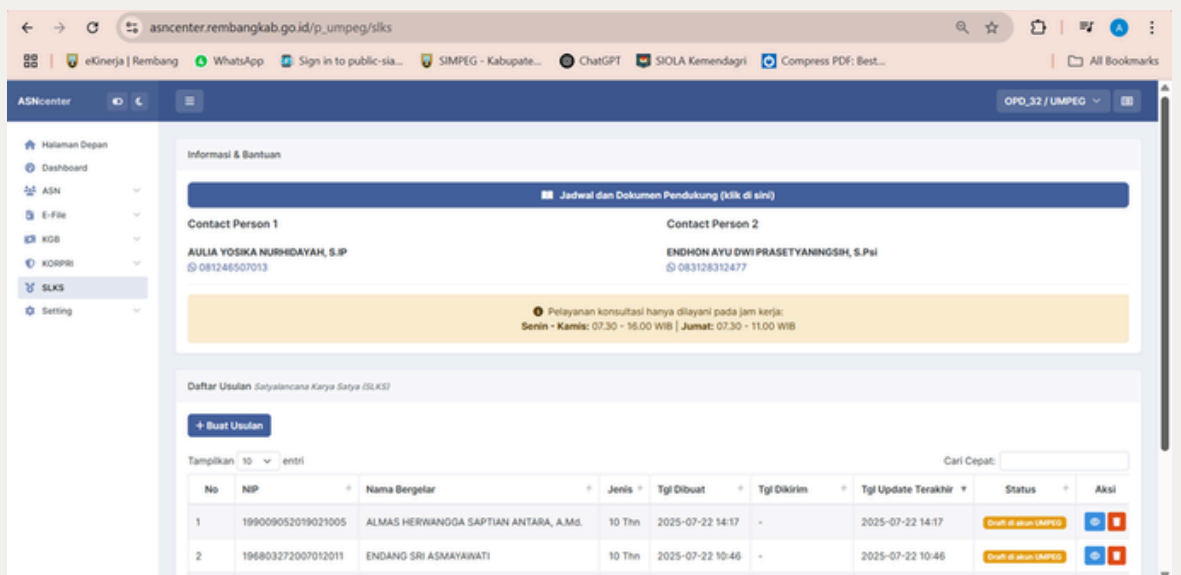 asncenter.rembangkab.go.id/p_umpeg/slks
eKinerja | Rembang WhatsApp Sign in to public-sia... SIMPEG - Kabupate... ChatGPT SIOLA Kemendagri Compress PDF: Best... All Bookmarks
ASNcenter OPD_32 / UMPEG
Halaman Depan
Dashboard
ASN
E-File
KGB
KORPRI
SLKS
Setting
Informasi & Bantuan
Jadwal dan Dokumen Pendukung (klik di sini)
Contact Person 1 Contact Person 2
AULIA YOSIKA NURHIDAYAH, S.IP ENDHON AYU DWI PRASETYANINGSIH, S.Psi
081246507013 083128312477
Pelayanan konsultasi hanya dilayani pada jam kerja:
Senin - Kamis: 07.30 - 16.00 WIB | Jumat: 07.30 - 11.00 WIB
Daftar Usulan Satyalancana Karya Satya (SLKS)
+ Buat Usulan
Tampilkan 10 entri Cari Cepat:
No NIP Nama Bergelar Jenis Tgl Dibuat Tgl Dikirim Tgl Update Terakhir Status Aksi
1 199009052019021005 ALMAS HERWANGGA SAPTIAN ANTARA, A.Md. 10 Thn 2025-07-22 14:17 - 2025-07-22 14:17 Draft di akun UMPEG
2 196803272007012011 ENDANG SRI ASMAYAWATI 10 Thn 2025-07-22 10:46 - 2025-07-22 10:46 Draft di akun UMPEG